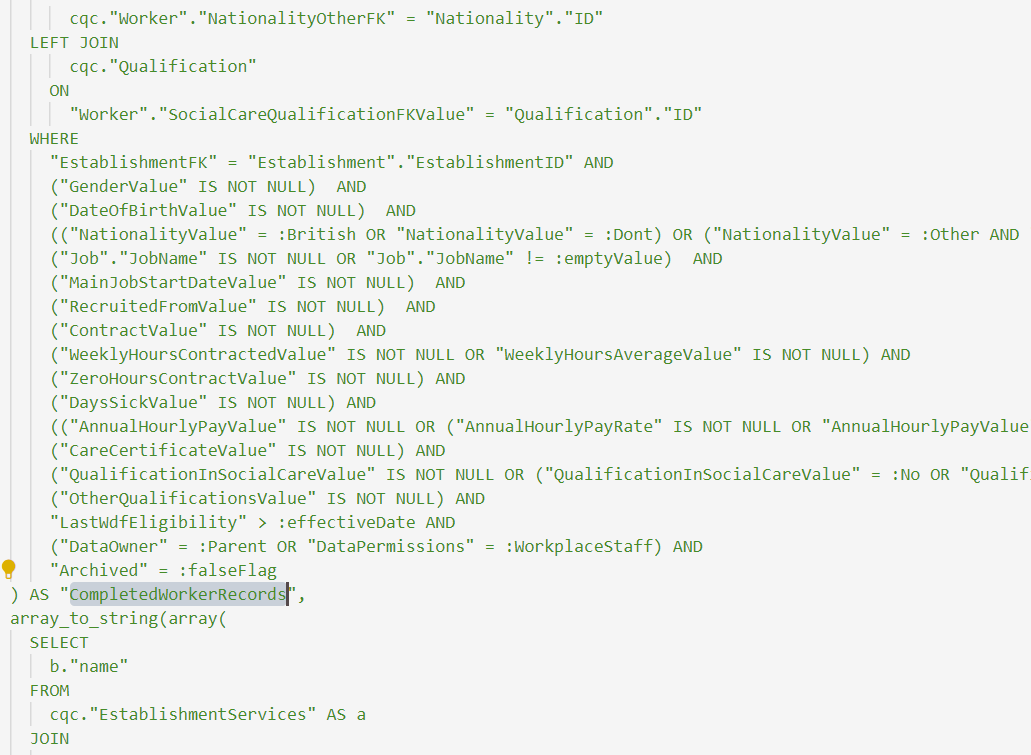 cqc."Worker"."NationalityOtherFK" = "Nationality"."ID"
LEFT JOIN
cqc."Qualification"
ON
"Worker"."SocialCareQualificationFKValue" = "Qualification"."ID"
WHERE
"EstablishmentFK" = "Establishment"."EstablishmentID" AND
("GenderValue" IS NOT NULL)  AND
("DateOfBirthValue" IS NOT NULL)  AND
(("NationalityValue" = :British OR "NationalityValue" = :Dont) OR ("NationalityValue" = :Other AND
("Job"."JobName" IS NOT NULL OR "Job"."JobName" != :emptyValue)  AND
("MainJobStartDateValue" IS NOT NULL)  AND
("RecruitedFromValue" IS NOT NULL)  AND
("ContractValue" IS NOT NULL)  AND
("WeeklyHoursContractedValue" IS NOT NULL OR "WeeklyHoursAverageValue" IS NOT NULL) AND
("ZeroHoursContractValue" IS NOT NULL) AND
("DaysSickValue" IS NOT NULL) AND
(("AnnualHourlyPayValue" IS NOT NULL OR ("AnnualHourlyPayRate" IS NOT NULL OR "AnnualHourlyPayValue
("CareCertificateValue" IS NOT NULL) AND
("QualificationInSocialCareValue" IS NOT NULL OR ("QualificationInSocialCareValue" = :No OR "Qualif
("OtherQualificationsValue" IS NOT NULL) AND
"LastWdfEligibility" > :effectiveDate AND
("DataOwner" = :Parent OR "DataPermissions" = :WorkplaceStaff) AND
"Archived" = :falseFlag
) AS "CompletedWorkerRecords",
array_to_string(array(
SELECT
b."name"
FROM
cqc."EstablishmentServices" AS a
JOIN